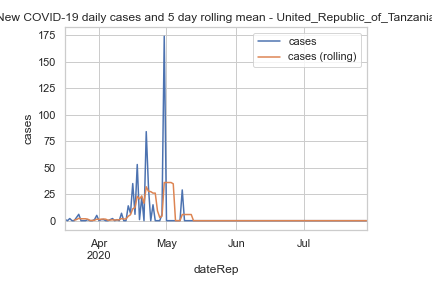 New COVID-19 daily cases and 5 day rolling mean - United_Republic_of_Tanzania
cases
cases (rolling)
175
150
125
100
75
50
25
0
cases
Apr
2020
May
Jun
Jul
dateRep